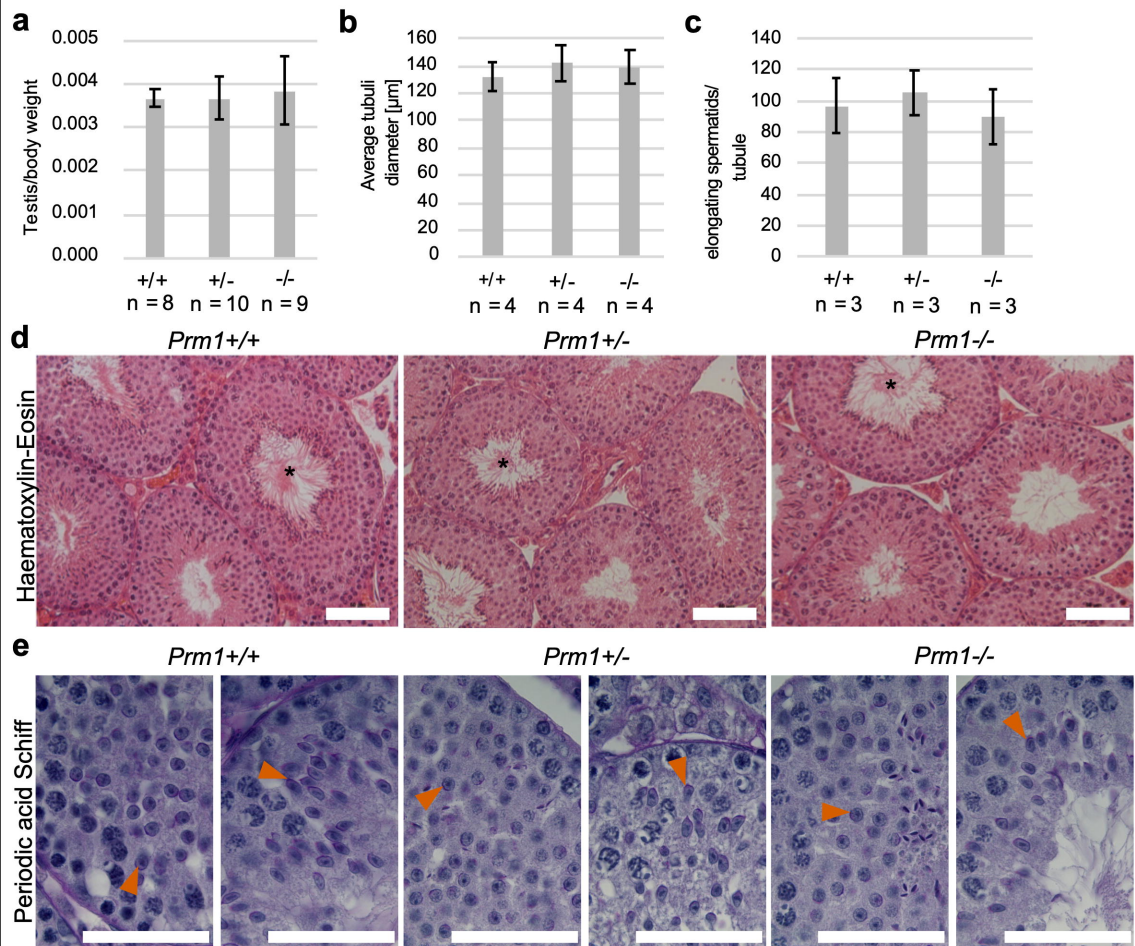 a
0.005
0.004
0.003
0.002
0.001
0.000
Testis/body weight
+/+
+/-
-/-
n = 8
n = 10
n = 9
b
160
140
120
100
80
60
40
20
0
Average tubuli
diameter [µm]
+/+
+/-
-/-
n = 4
n = 4
n = 4
c
140
120
100
80
60
40
20
0
elongating spermatids/
tubule
+/+
+/-
-/-
n = 3
n = 3
n = 3
d
Prm1+/+
Prm1+/-
Prm1-/-
Haematoxylin-Eosin
*
*
*
e
Prm1+/+
Prm1+/-
Prm1-/-
Periodic acid Schiff